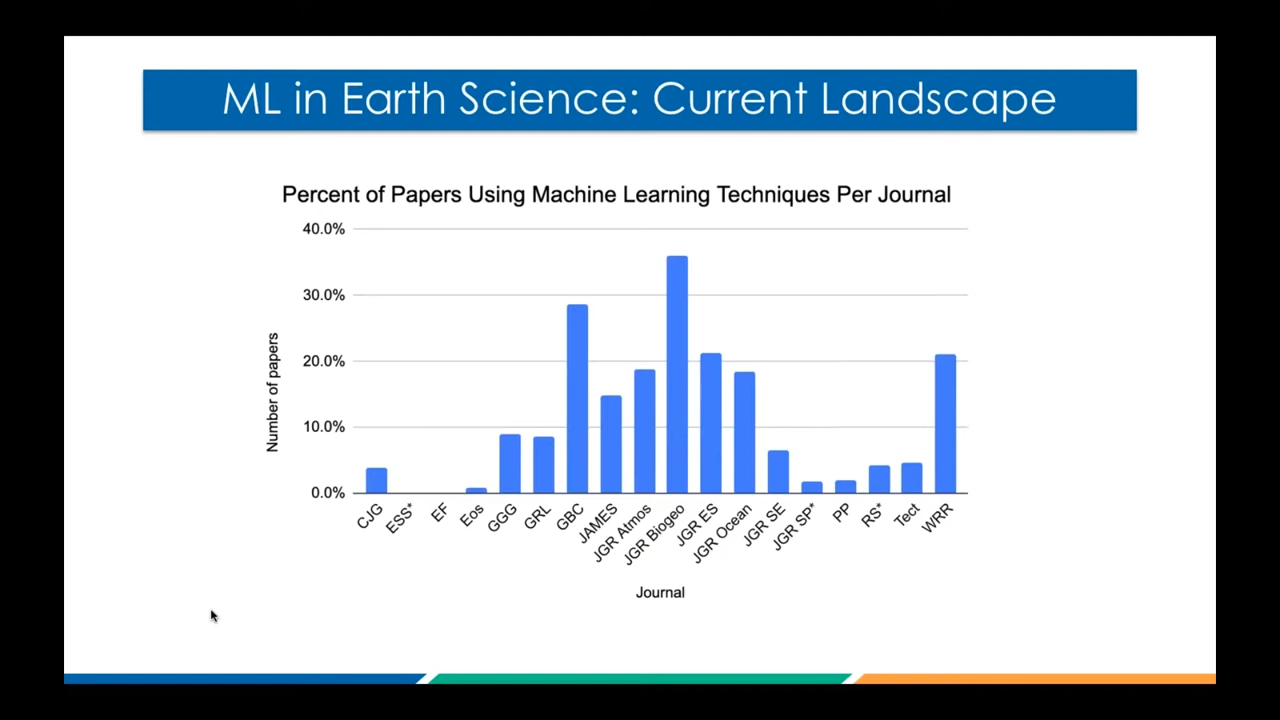 ML in Earth Science: Current Landscape
Percent of Papers Using Machine Learning Techniques Per Journal
40.0%
30.0%
20.0%
10.0%
0.0%
Number of papers
CJG
ESS*
EF
Eos
GGG
GRL
GBC
JAMES
JGR Atmos
JGR Biogeo
JGR ES
JGR Ocean
JGR SE
JGR SP*
PP
RS*
Tect
WRR
Journal